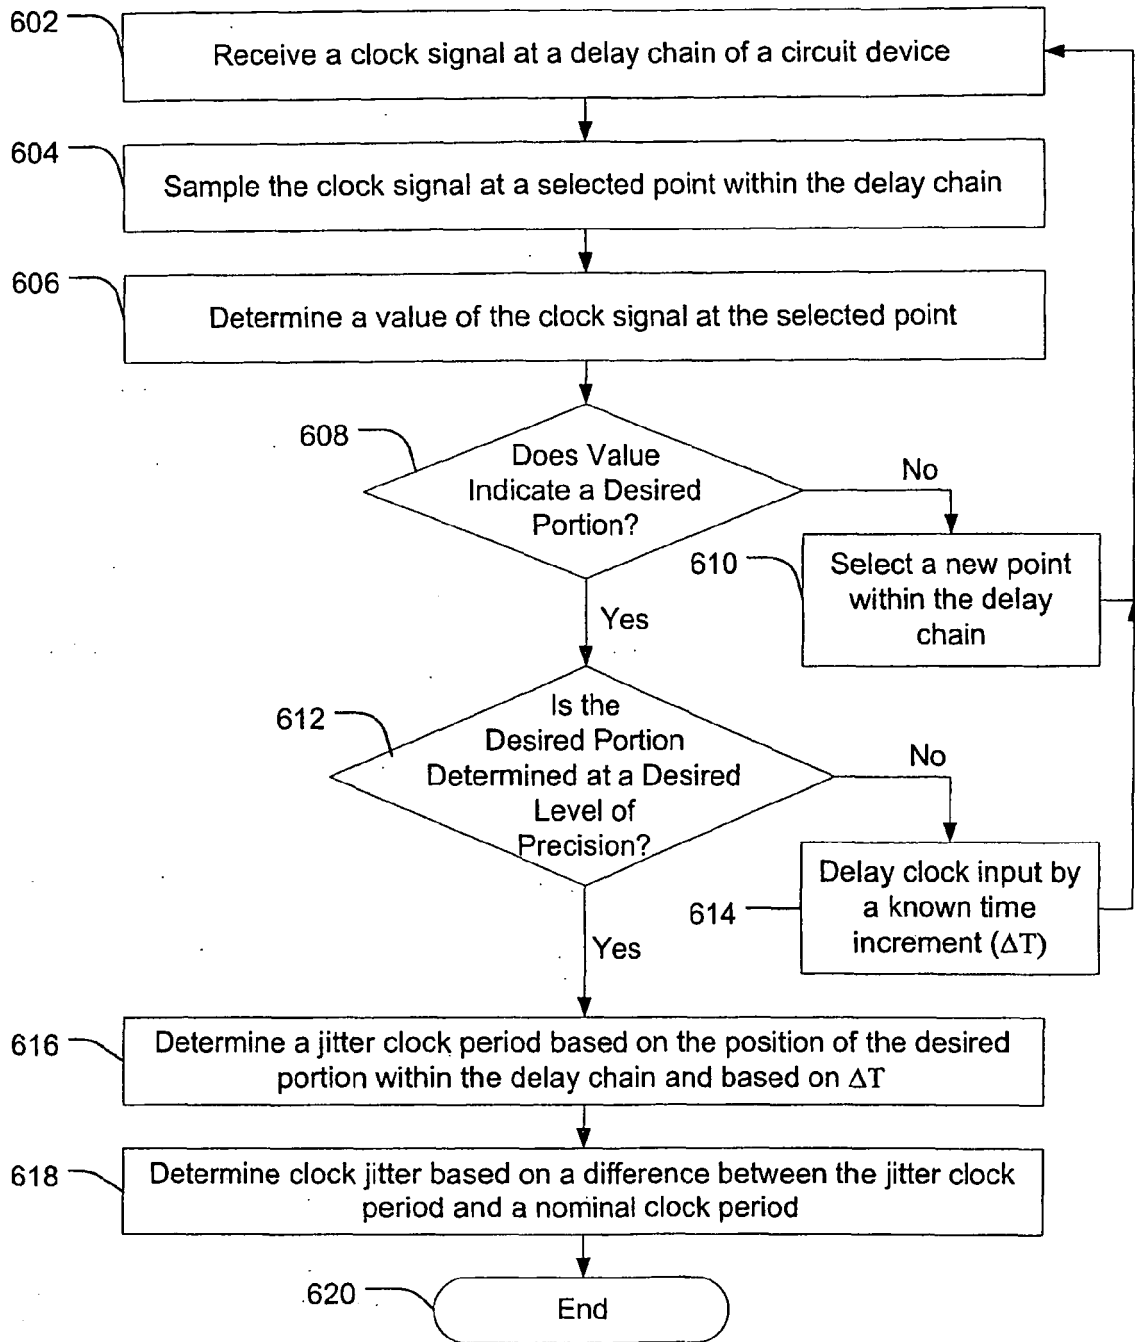 602
Receive a clock signal at a delay chain of a circuit device
604
Sample the clock signal at a selected point within the delay chain
606
Determine a value of the clock signal at the selected point
608
Does Value
Indicate a Desired
Portion?
No
610
Select a new point
within the delay
chain
Yes
612
Is the
Desired Portion
Determined at a Desired
Level of
Precision?
No
614
Delay clock input by
a known time
increment (ΔT)
Yes
616
Determine a jitter clock period based on the position of the desired
portion within the delay chain and based on ΔT
618
Determine clock jitter based on a difference between the jitter clock
period and a nominal clock period
620
End